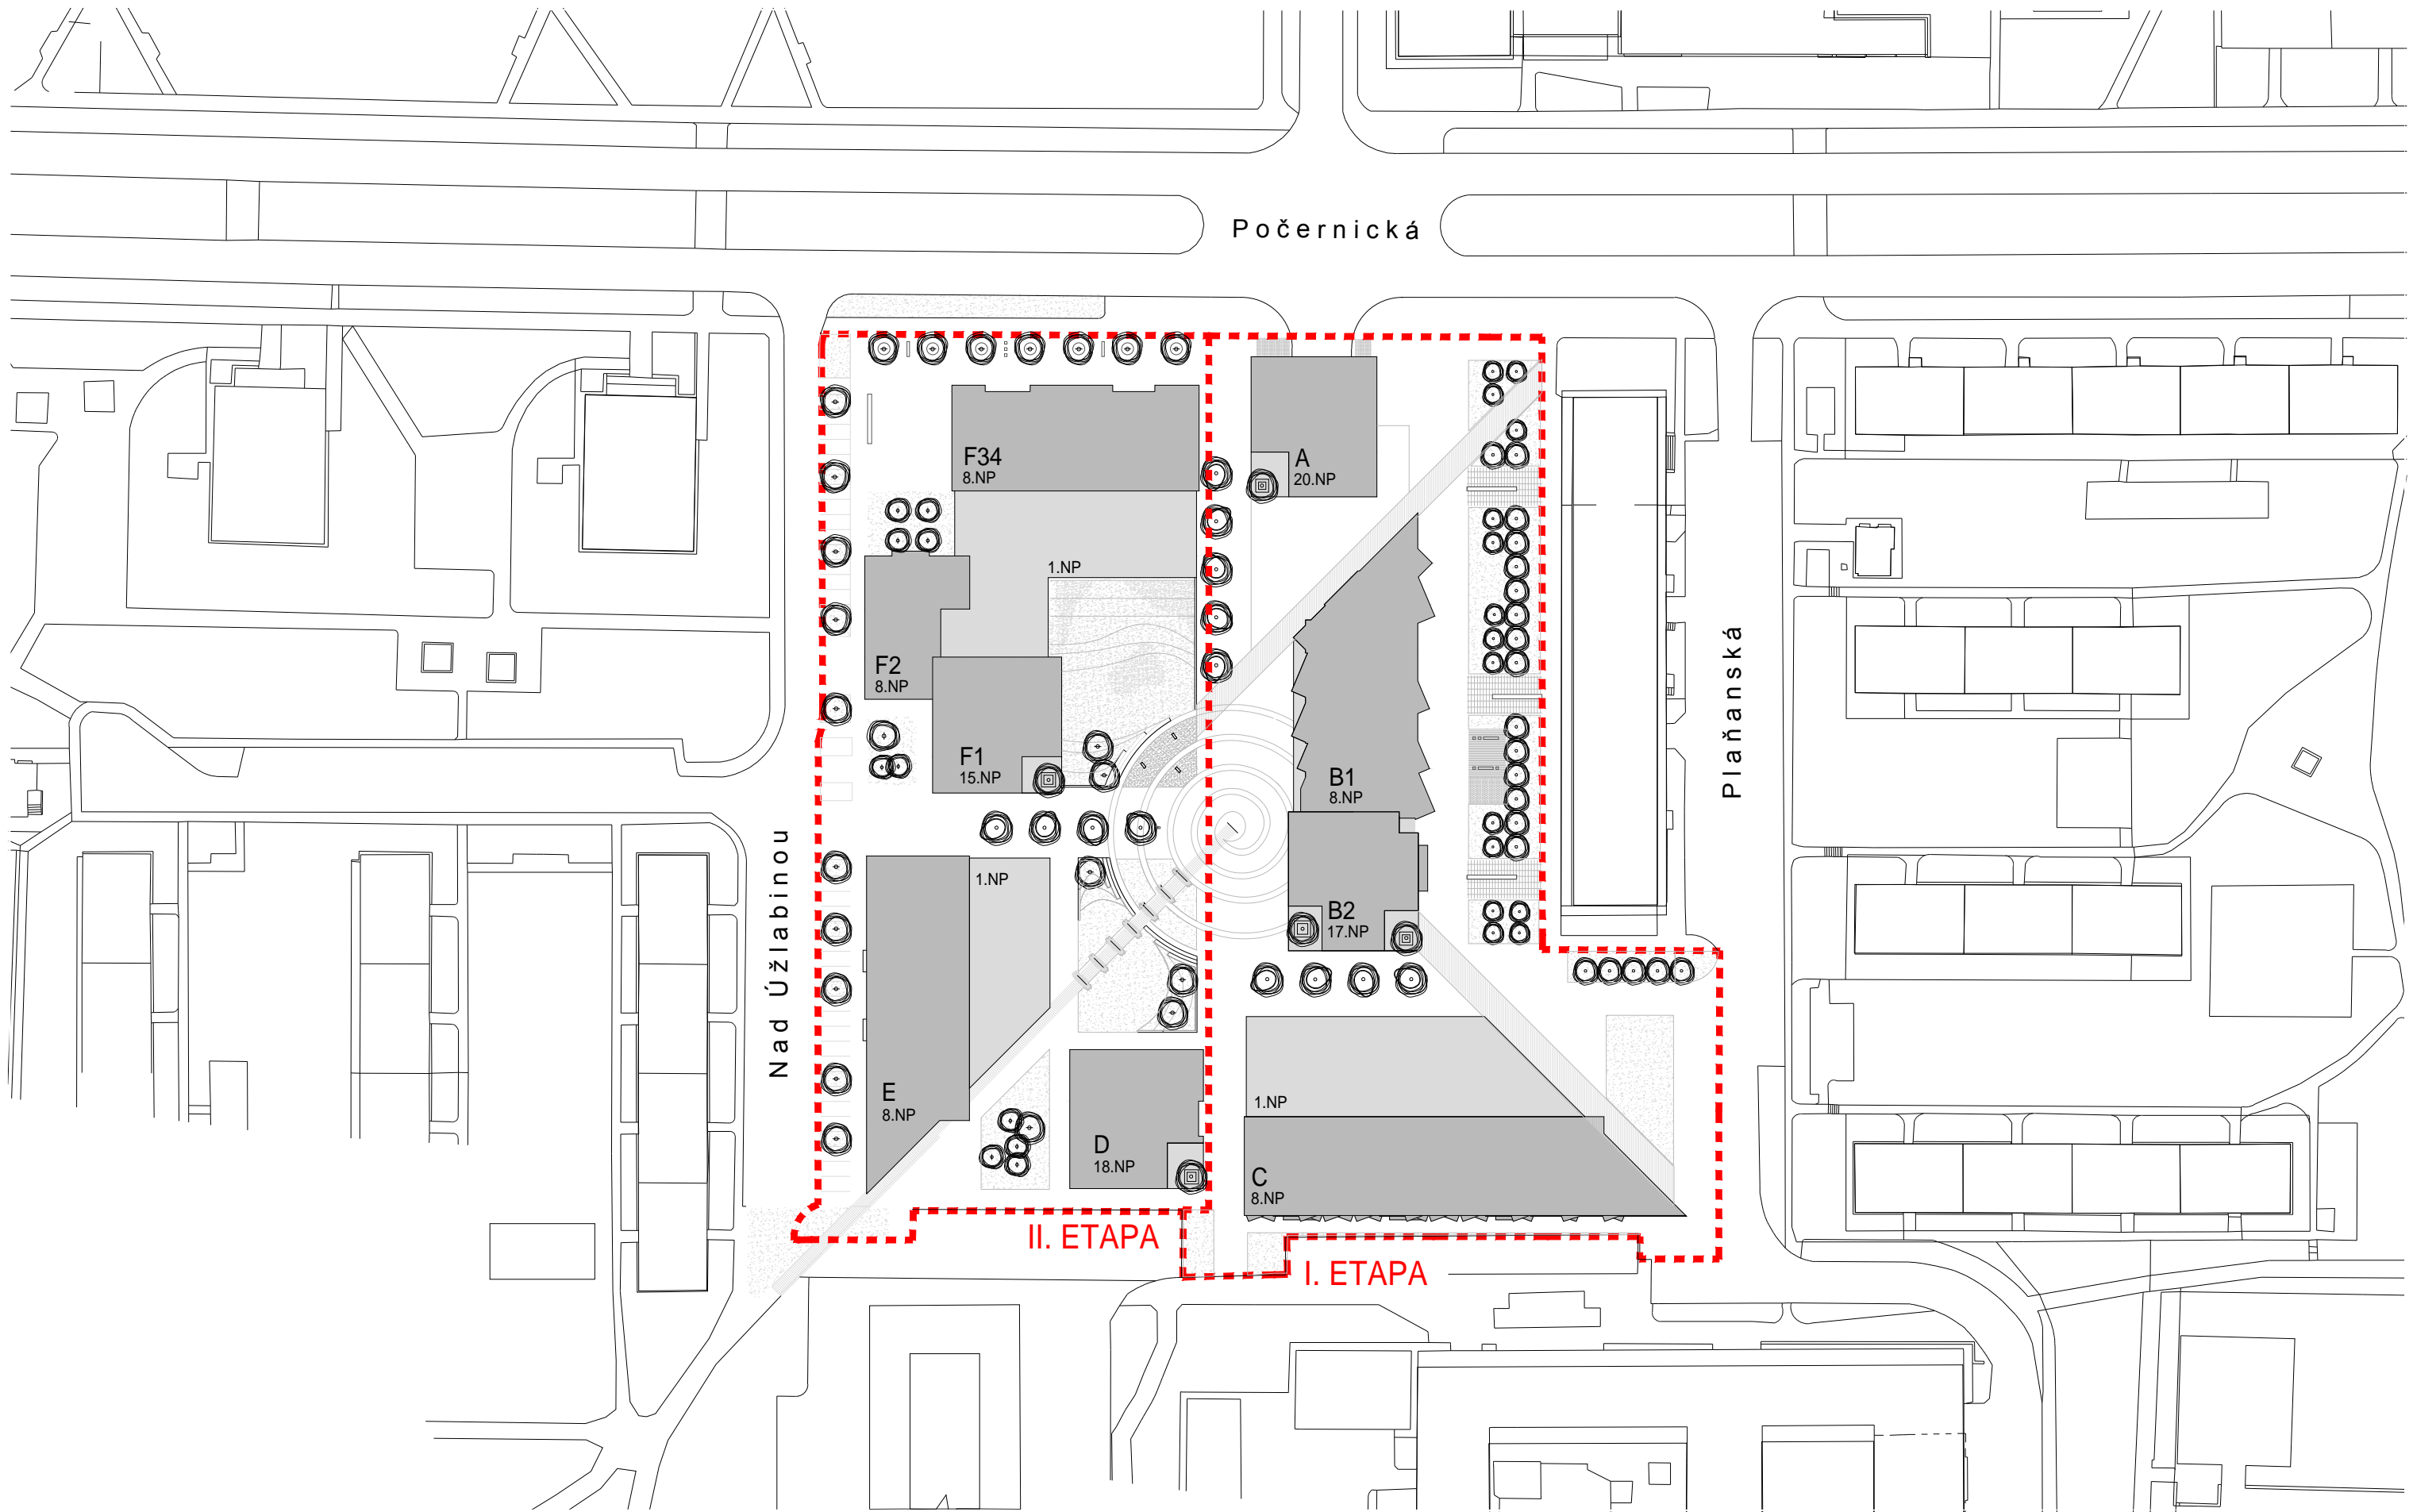 Počernická
F34
8.NP
A
20.NP
1.NP
F2
8.NP
Plaňanská
F1
15.NP
B1
8.NP
Nad Úžlabinou
1.NP
B2
17.NP
E
8.NP
1.NP
D
18.NP
C
8.NP
II. ETAPA
I. ETAPA